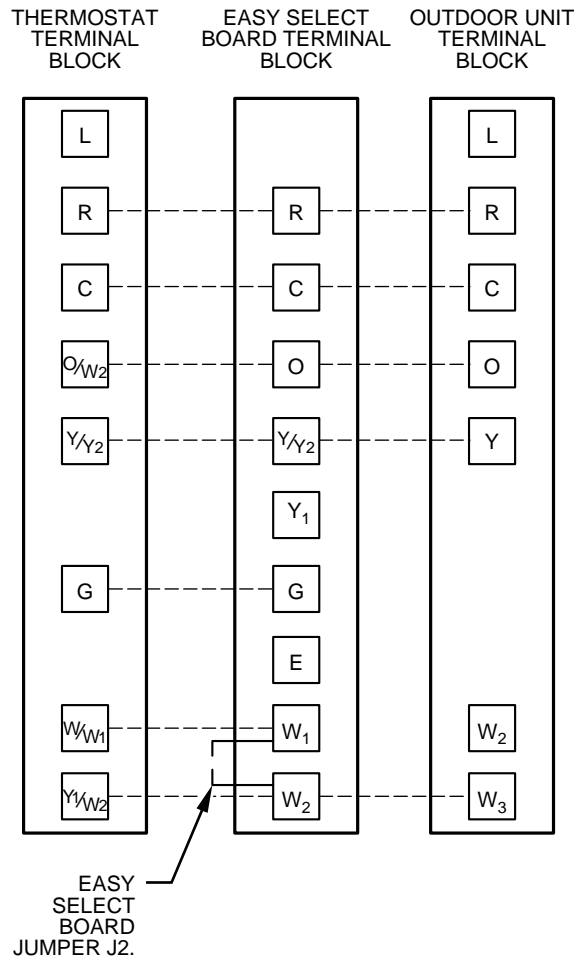 THERMOSTAT
TERMINAL
BLOCK
EASY SELECT
BOARD TERMINAL
BLOCK
OUTDOOR UNIT
TERMINAL
BLOCK
L
L
R
R
R
C
C
C
O/W2
O
O
Y/Y2
Y/Y2
Y
Y1
G
G
E
W/W1
W1
W2
Y1/W2
W2
W3
EASY
SELECT
BOARD
JUMPER J2.